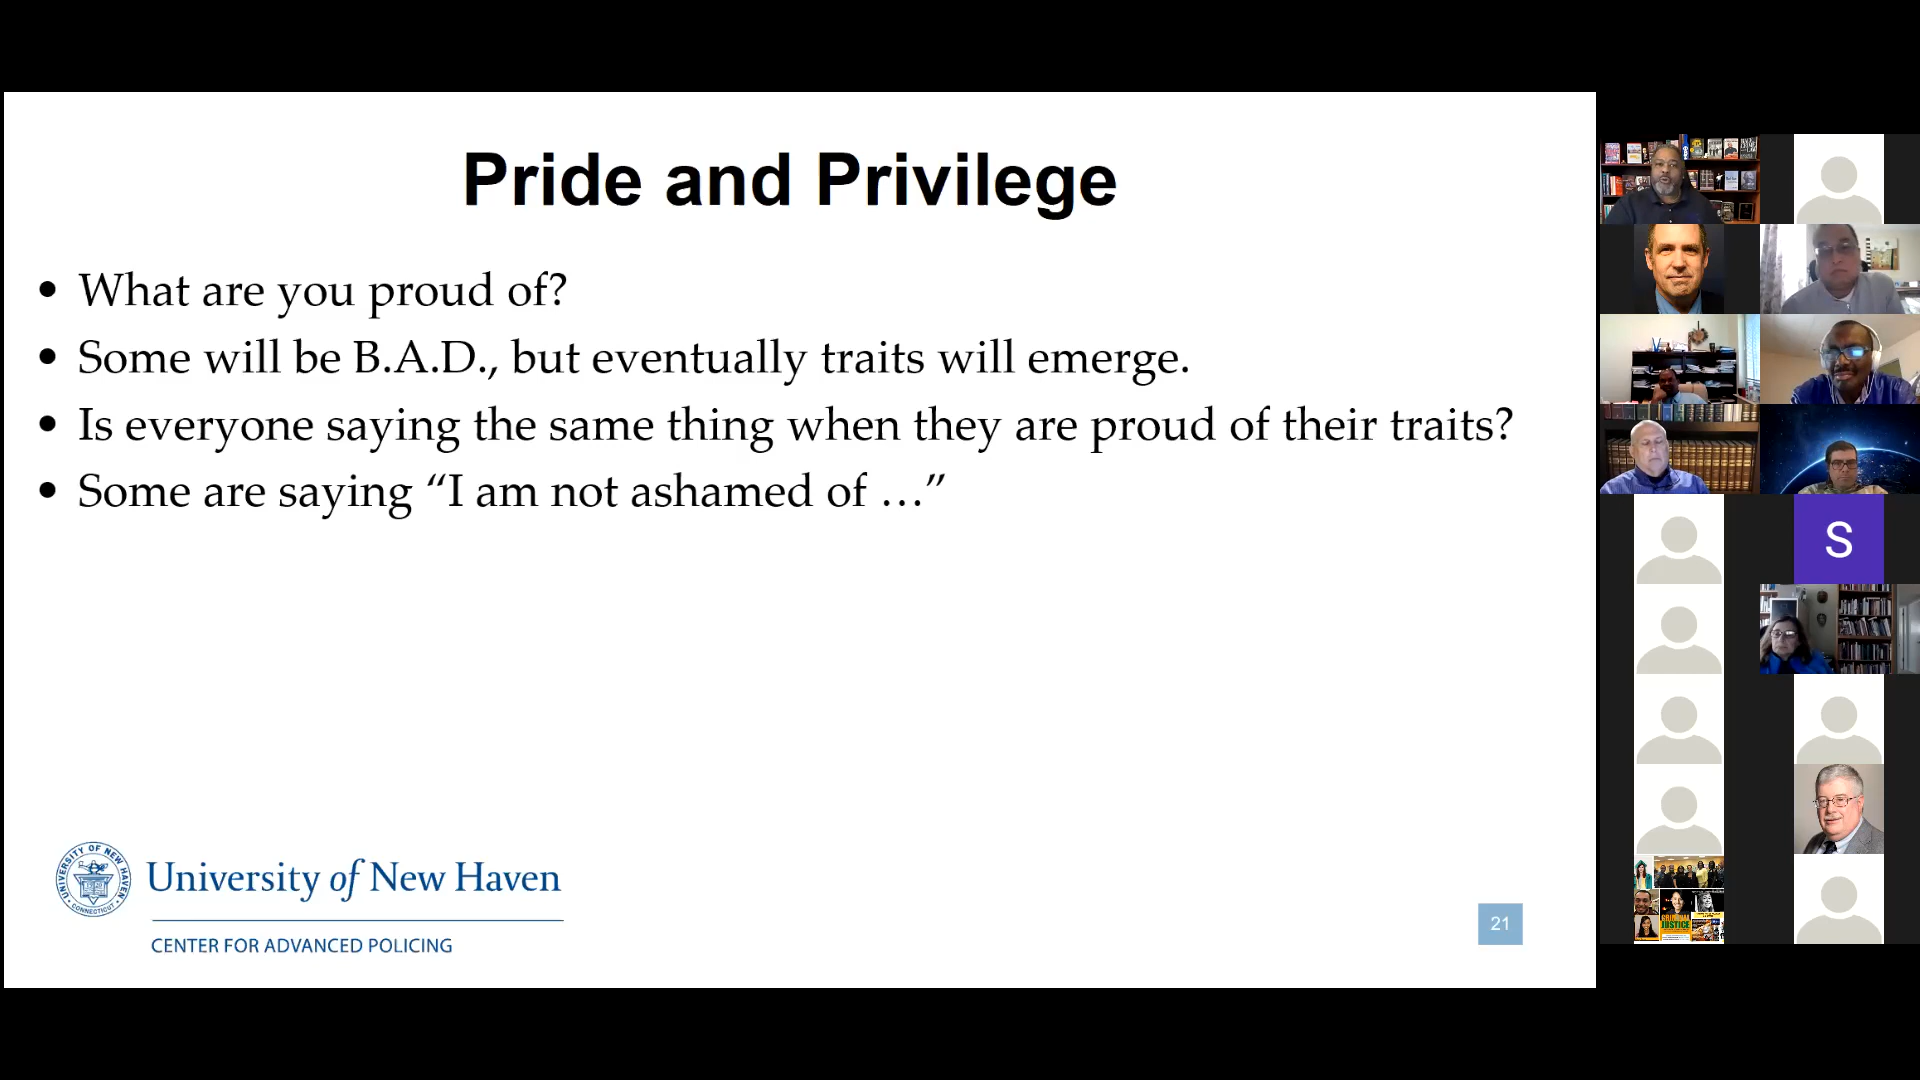 Pride and Privilege
• What are you proud of?
• Some will be B.A.D., but eventually traits will emerge.
• Is everyone saying the same thing when they are proud of their traits?
• Some are saying “I am not ashamed of …”
UNIVERSITY OF NEW HAVEN
CONNECTICUT
University of New Haven
CENTER FOR ADVANCED POLICING
21
S
CRIMINAL
JUSTICE